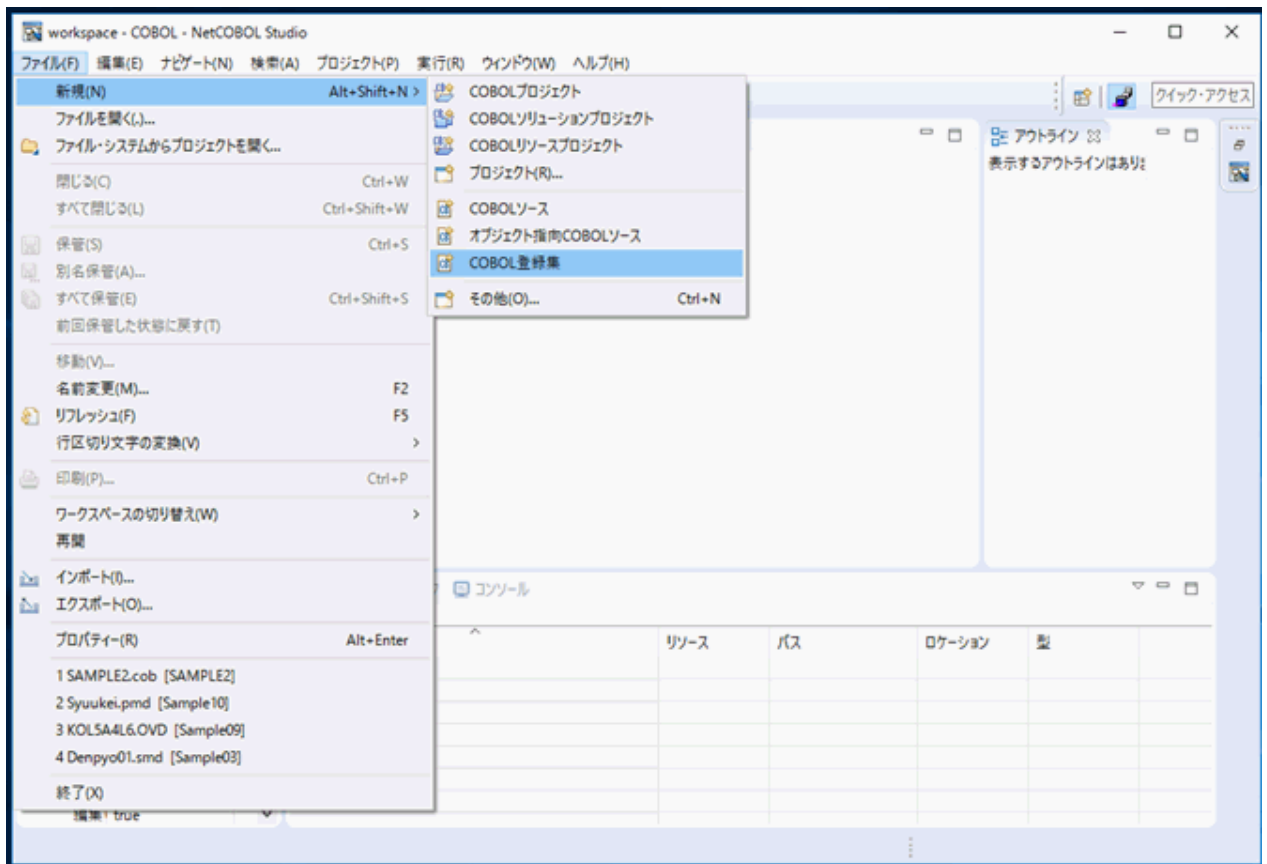 workspace - COBOL - NetCOBOL Studio
ファイル(F) 編集(E) ナビゲート(N) 検索(A) プロジェクト(P) 実行(R) ウィンドウ(W) ヘルプ(H)
クイック・アクセス
新規(N) Alt+Shift+N >
ファイルを開く(.)...
ファイル・システムからプロジェクトを開く...
閉じる(C) Ctrl+W
すべて閉じる(L) Ctrl+Shift+W
保管(S) Ctrl+S
別名保管(A)...
すべて保管(E) Ctrl+Shift+S
前回保管した状態に戻す(T)
移動(V)...
名前変更(M)... F2
リフレッシュ(F) F5
行区切り文字の変換(V) >
印刷(P)... Ctrl+P
ワークスペースの切り替え(W) >
再開
インポート(I)...
エクスポート(O)...
プロパティー(R) Alt+Enter
1 SAMPLE2.cob [SAMPLE2]
2 Syuukei.pmd [Sample10]
3 KOL5A4L6.OVD [Sample09]
4 Denpyo01.smd [Sample03]
終了(X)
COBOLプロジェクト
COBOLソリューションプロジェクト
COBOLリソースプロジェクト
プロジェクト(R)...
COBOLソース
オブジェクト指向COBOLソース
COBOL登録集
その他(O)... Ctrl+N
アウトライン
表示するアウトラインはあり
コンソール
リソース パス ロケーション 型
編集 true